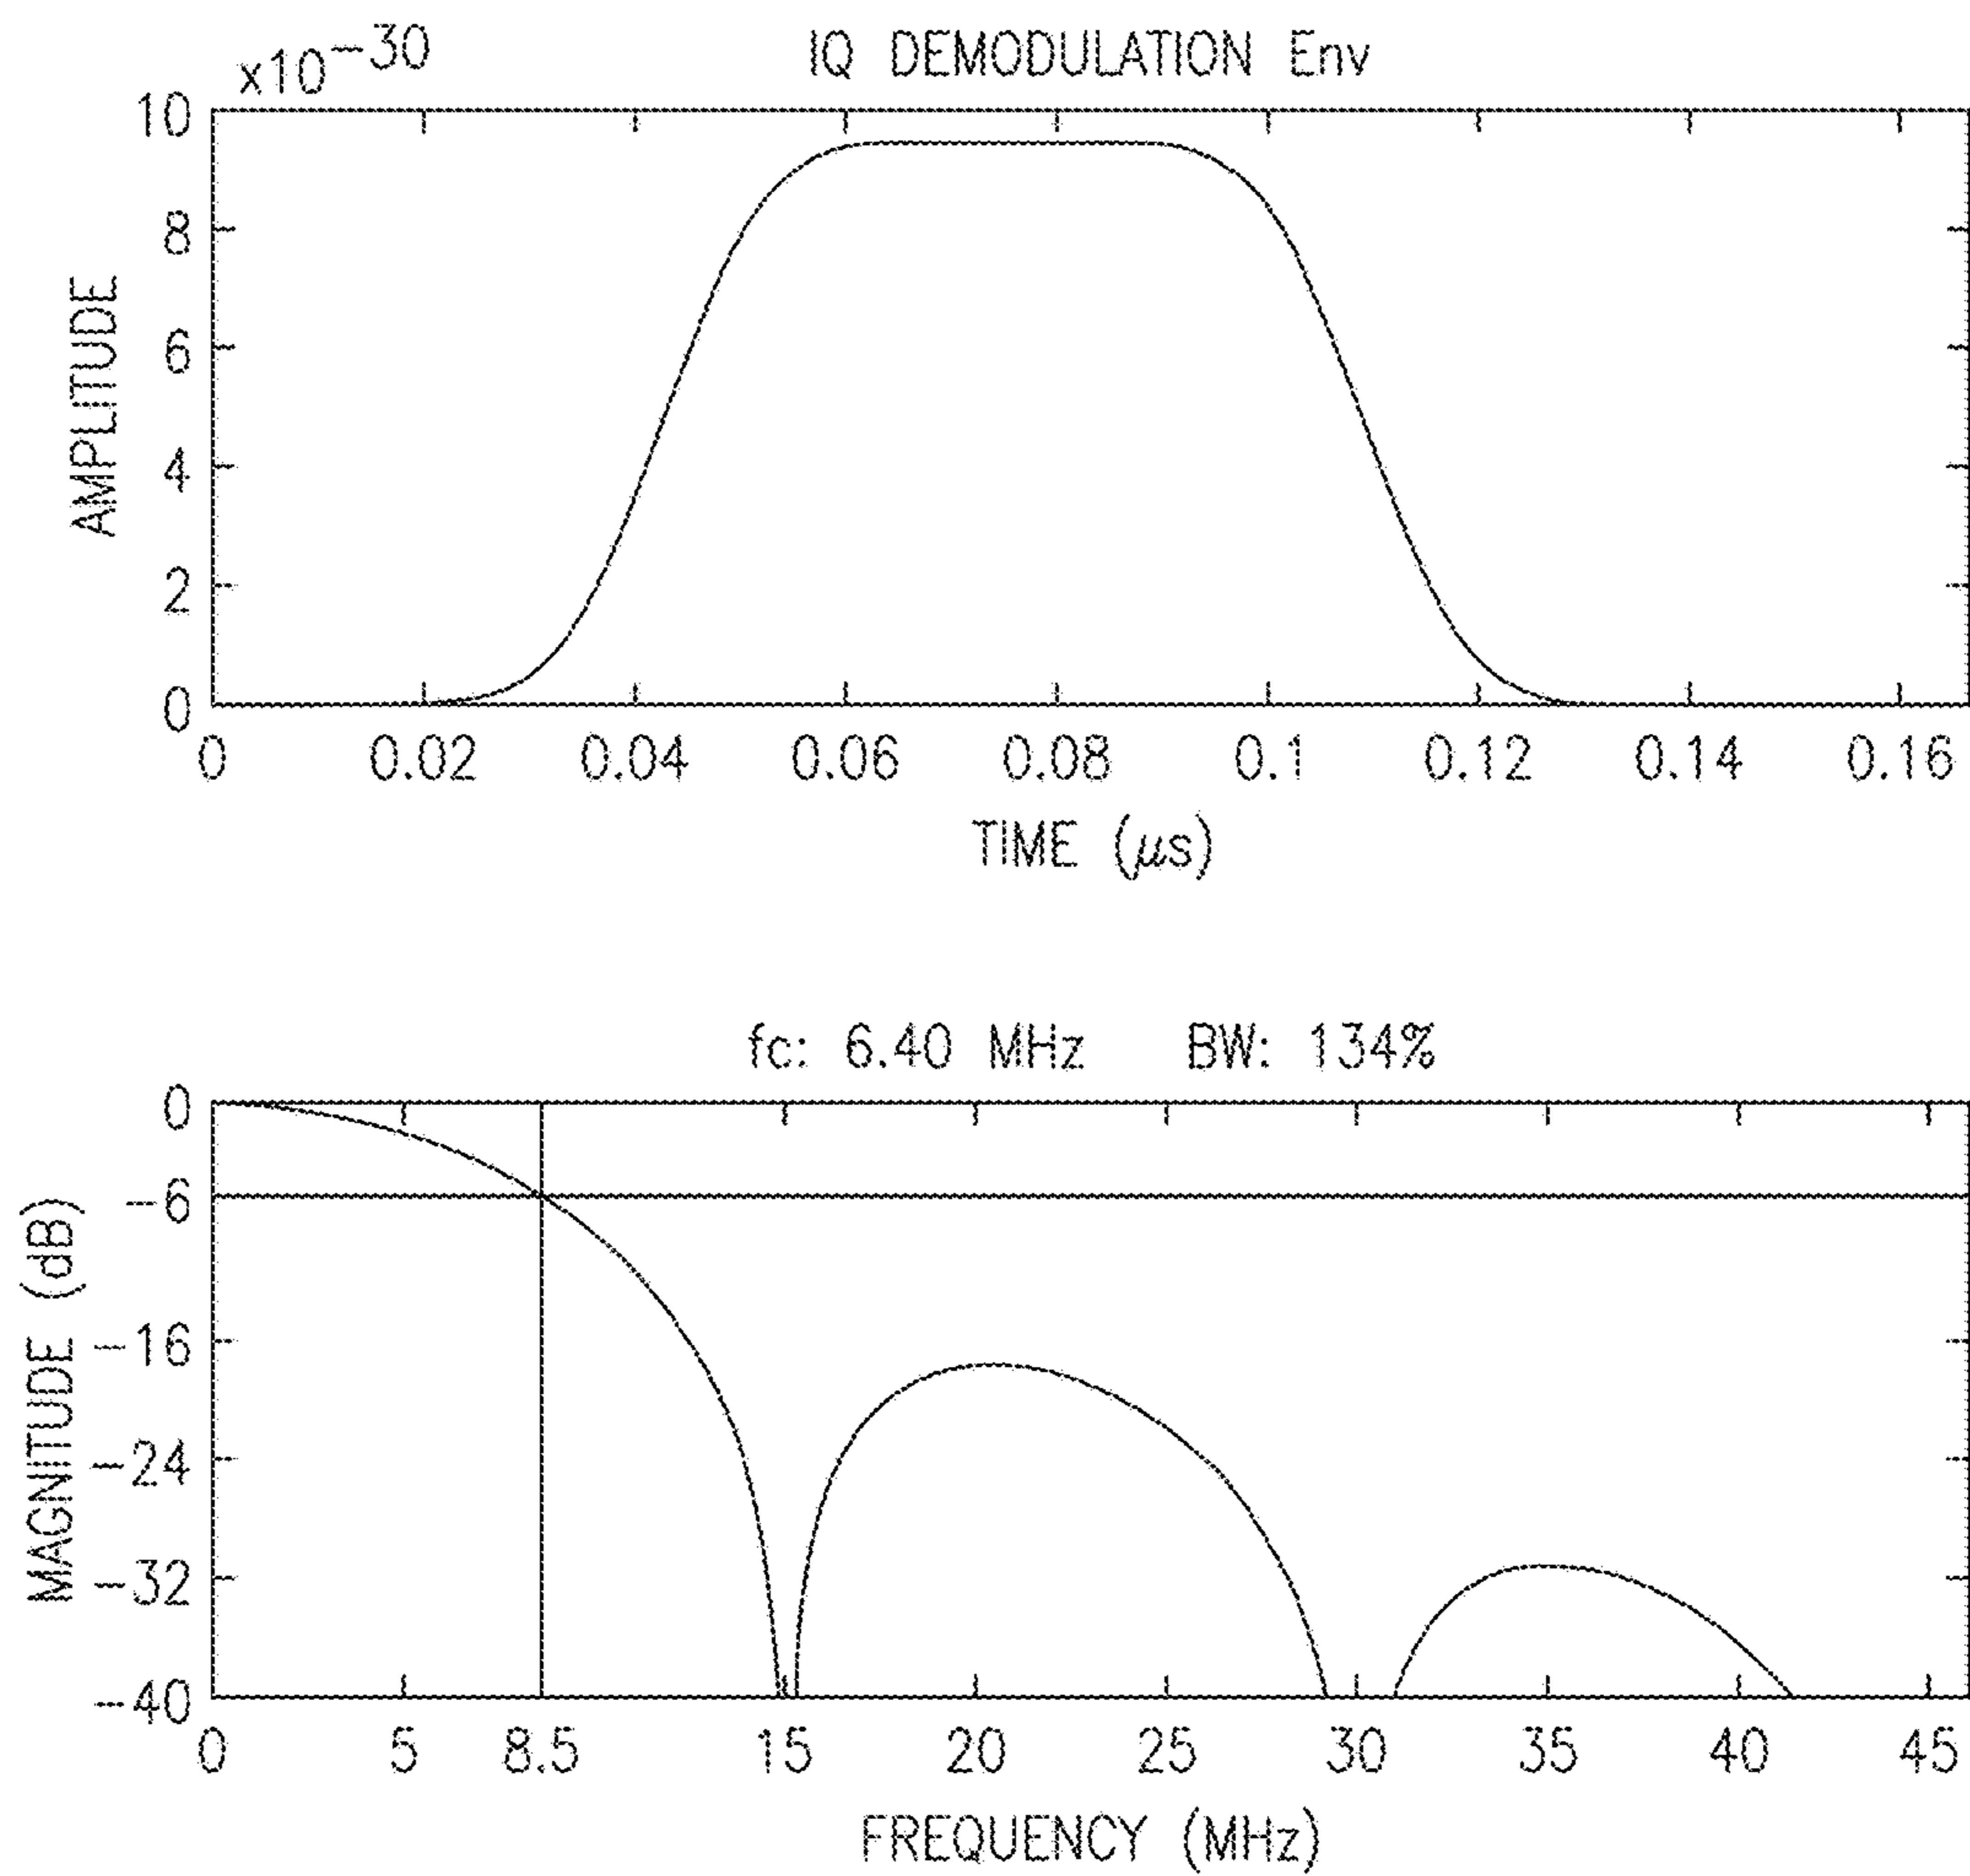 x10⁻³⁰ IQ DEMODULATION Env
10
8
6
4
2
0
AMPLITUDE
0 0.02 0.04 0.06 0.08 0.1 0.12 0.14 0.16
TIME (μs)
fc: 6.40 MHz BW: 134%
0
-6
-16
-24
-32
-40
MAGNITUDE (dB)
0 5 8.5 15 20 25 30 35 40 45
FREQUENCY (MHz)